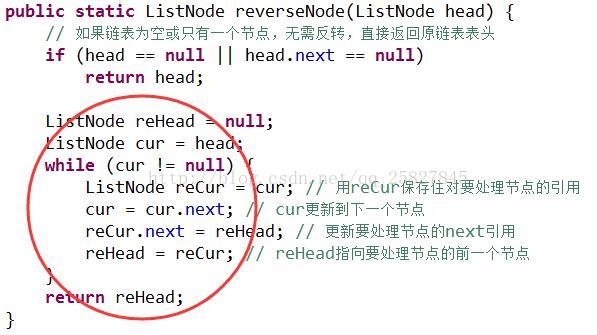 public static ListNode reverseNode(ListNode head) {
    // 如果链表为空或只有一个节点，无需反转，直接返回原链表表头
    if (head == null || head.next == null)
        return head;

    ListNode reHead = null;
    ListNode cur = head;
    while (cur != null) {
http://blog.csdn.net/qq_25827845
        ListNode reCur = cur; // 用reCur保存住对要处理节点的引用
        cur = cur.next; // cur更新到下一个节点
        reCur.next = reHead; // 更新要处理节点的next引用
        reHead = reCur; // reHead指向要处理节点的前一个节点
    }
    return reHead;
}